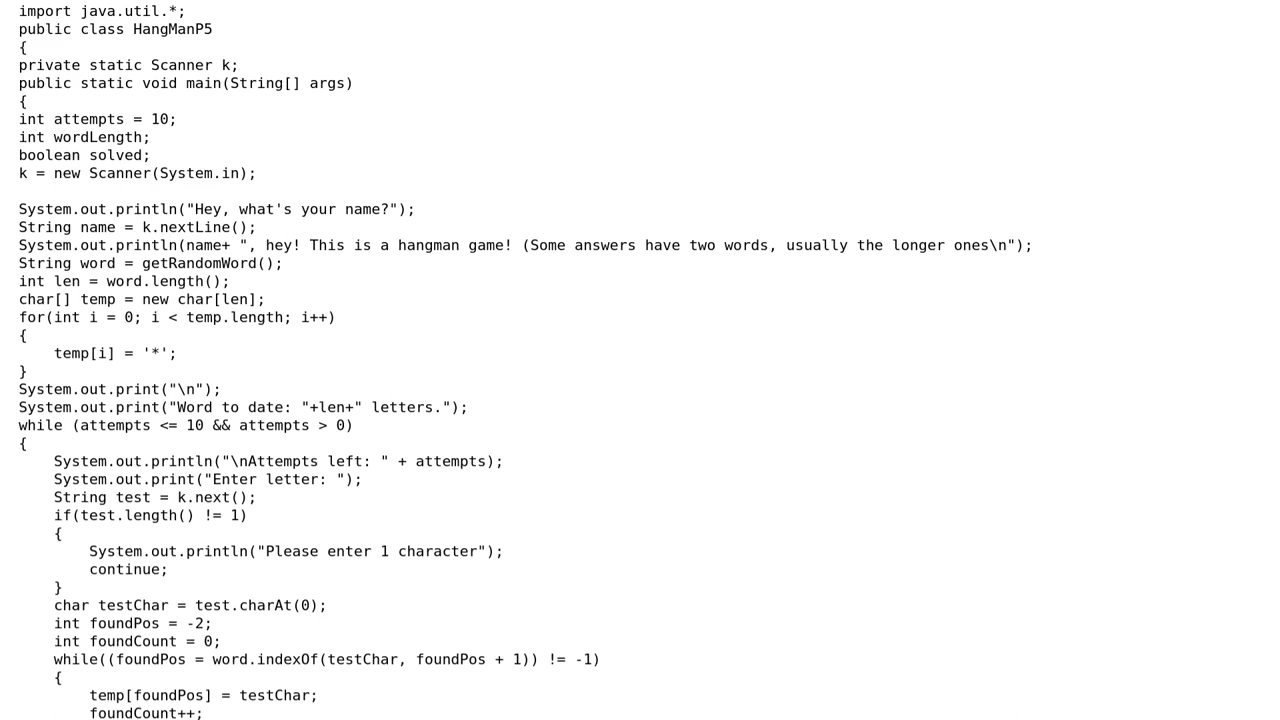 import java.util.*;
public class HangManP5
{
private static Scanner k;
public static void main(String[] args)
{
int attempts = 10;
int wordLength;
boolean solved;
k = new Scanner(System.in);

System.out.println("Hey, what's your name?");
String name = k.nextLine();
System.out.println(name+ ", hey! This is a hangman game! (Some answers have two words, usually the longer ones\n");
String word = getRandomWord();
int len = word.length();
char[] temp = new char[len];
for(int i = 0; i < temp.length; i++)
{
    temp[i] = '*';
}
System.out.print("\n");
System.out.print("Word to date: "+len+" letters.");
while (attempts <= 10 && attempts > 0)
{
    System.out.println("\nAttempts left: " + attempts);
    System.out.print("Enter letter: ");
    String test = k.next();
    if(test.length() != 1)
    {
        System.out.println("Please enter 1 character");
        continue;
    }
    char testChar = test.charAt(0);
    int foundPos = -2;
    int foundCount = 0;
    while((foundPos = word.indexOf(testChar, foundPos + 1)) != -1)
    {
        temp[foundPos] = testChar;
        foundCount++;